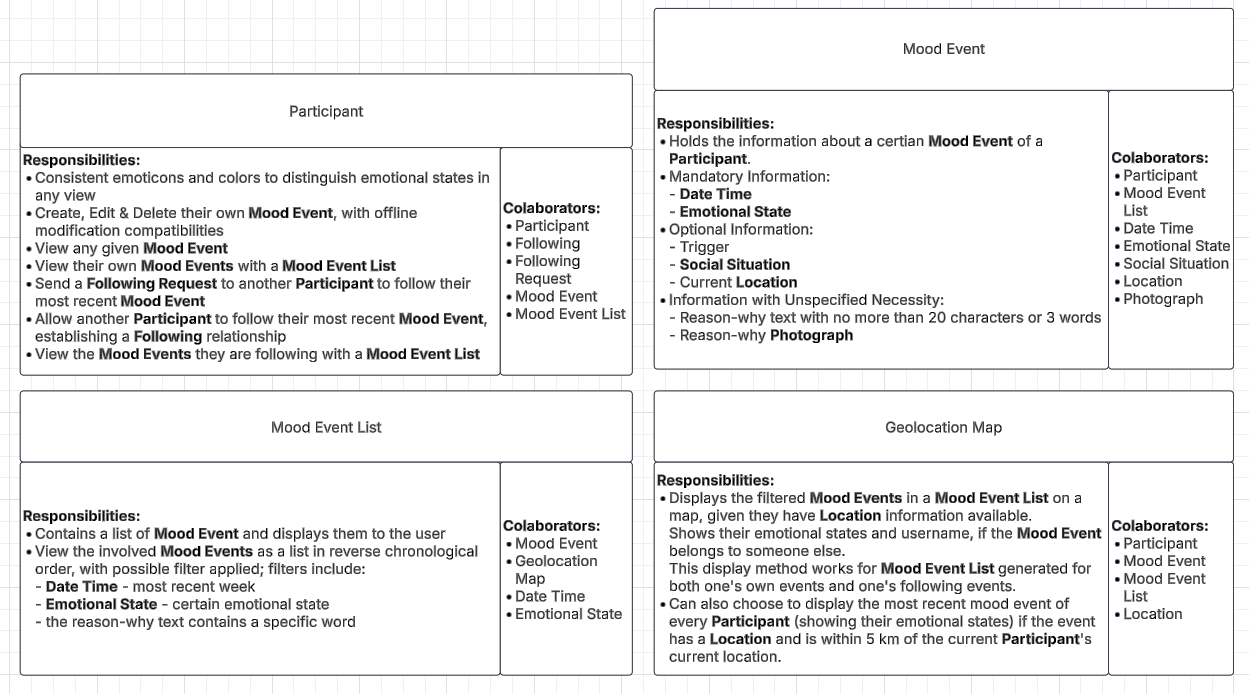 Participant
Responsibilities:
• Consistent emoticons and colors to distinguish emotional states in
any view
• Create, Edit & Delete their own Mood Event, with offline
modification compatibilities
• View any given Mood Event
• View their own Mood Events with a Mood Event List
• Send a Following Request to another Participant to follow their
most recent Mood Event
• Allow another Participant to follow their most recent Mood Event,
establishing a Following relationship
• View the Mood Events they are following with a Mood Event List
Colaborators:
• Participant
• Following
• Following
Request
• Mood Event
• Mood Event List
Mood Event
Responsibilities:
• Holds the information about a certian Mood Event of a
Participant.
• Mandatory Information:
- Date Time
- Emotional State
• Optional Information:
- Trigger
- Social Situation
- Current Location
• Information with Unspecified Necessity:
- Reason-why text with no more than 20 characters or 3 words
- Reason-why Photograph
Colaborators:
• Participant
• Mood Event
List
• Date Time
• Emotional State
• Social Situation
• Location
• Photograph
Mood Event List
Responsibilities:
• Contains a list of Mood Event and displays them to the user
• View the involved Mood Events as a list in reverse chronological
order, with possible filter applied; filters include:
- Date Time - most recent week
- Emotional State - certain emotional state
- the reason-why text contains a specific word
Colaborators:
• Mood Event
• Geolocation
Map
• Date Time
• Emotional State
Geolocation Map
Responsibilities:
• Displays the filtered Mood Events in a Mood Event List on a
map, given they have Location information available.
Shows their emotional states and username, if the Mood Event
belongs to someone else.
This display method works for Mood Event List generated for
both one's own events and one's following events.
• Can also choose to display the most recent mood event of
every Participant (showing their emotional states) if the event
has a Location and is within 5 km of the current Participant's
current location.
Colaborators:
• Participant
• Mood Event
• Mood Event
List
• Location